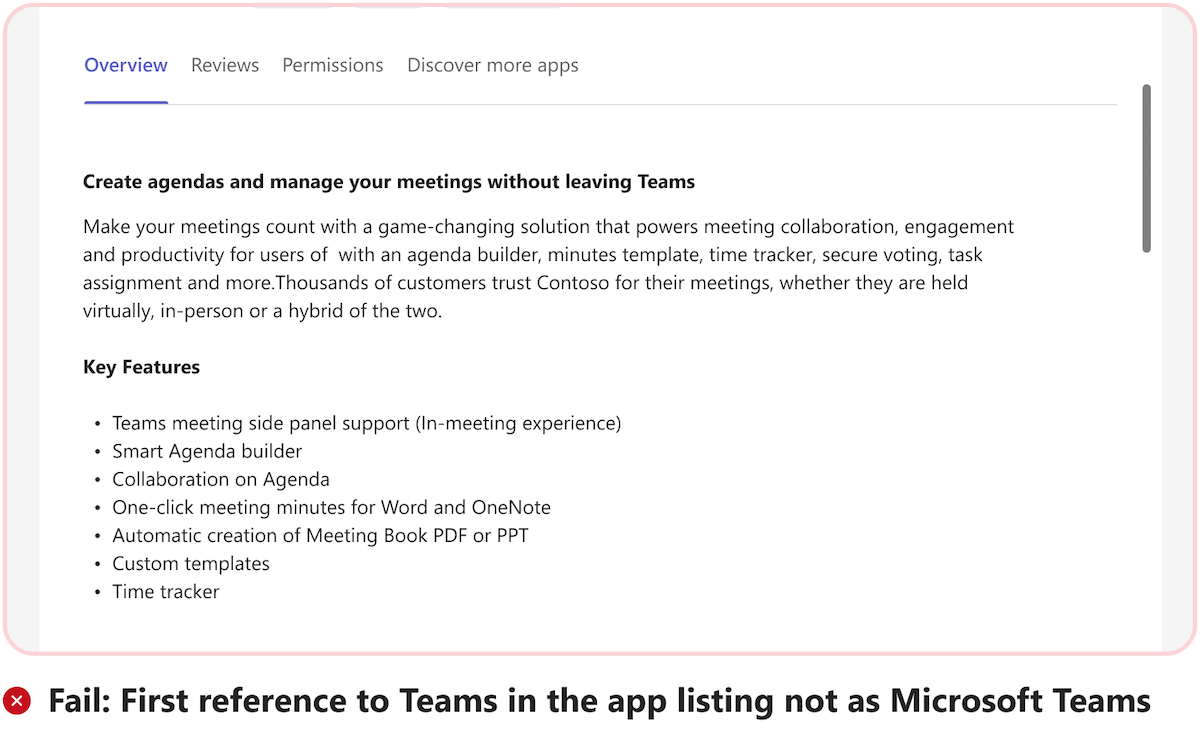 Overview Reviews Permissions Discover more apps
Create agendas and manage your meetings without leaving Teams
Make your meetings count with a game-changing solution that powers meeting collaboration, engagement
and productivity for users of  with an agenda builder, minutes template, time tracker, secure voting, task
assignment and more.Thousands of customers trust Contoso for their meetings, whether they are held
virtually, in-person or a hybrid of the two.
Key Features
• Teams meeting side panel support (In-meeting experience)
• Smart Agenda builder
• Collaboration on Agenda
• One-click meeting minutes for Word and OneNote
• Automatic creation of Meeting Book PDF or PPT
• Custom templates
• Time tracker
Fail: First reference to Teams in the app listing not as Microsoft Teams